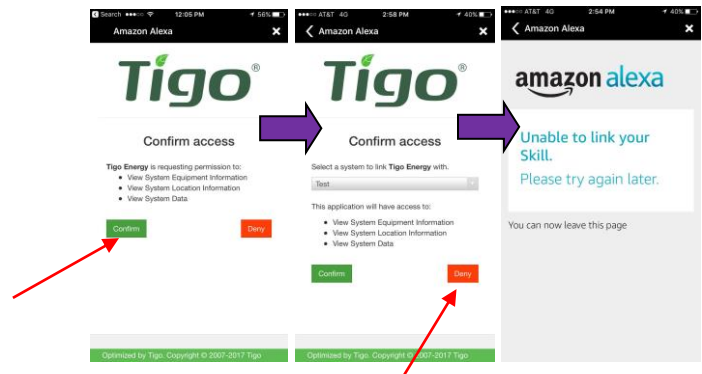 Search 12:05 PM 56%
Amazon Alexa ×
Tigo®
Confirm access
Tigo Energy is requesting permission to:
• View System Equipment Information
• View System Location Information
• View System Data
Confirm Deny
Optimized by Tigo. Copyright © 2007-2017 Tigo
AT&T 4G 2:58 PM 40%
Amazon Alexa ×
Tigo®
Confirm access
Select a system to link Tigo Energy with.
Test
This application will have access to:
• View System Equipment Information
• View System Location Information
• View System Data
Confirm Deny
Optimized by Tigo. Copyright © 2007-2017 Tigo
AT&T 4G 2:54 PM 40%
Amazon Alexa ×
amazon alexa
Unable to link your
Skill.
Please try again later.
You can now leave this page